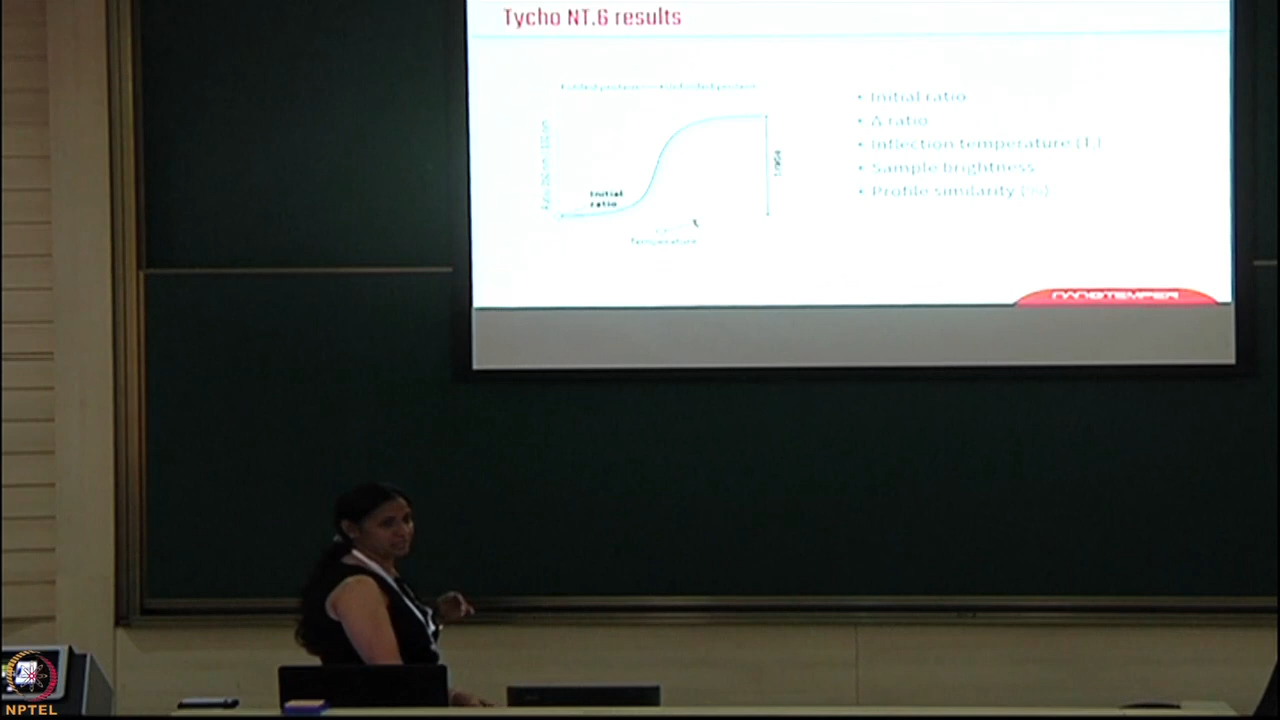 Tycho NT.6 results
Initial
ratio
Temperature
• Initial ratio
• Δ ratio
• Inflection temperature (Tᵢ)
• Sample brightness
• Profile similarity (%)
NANOTEMPER
NPTEL